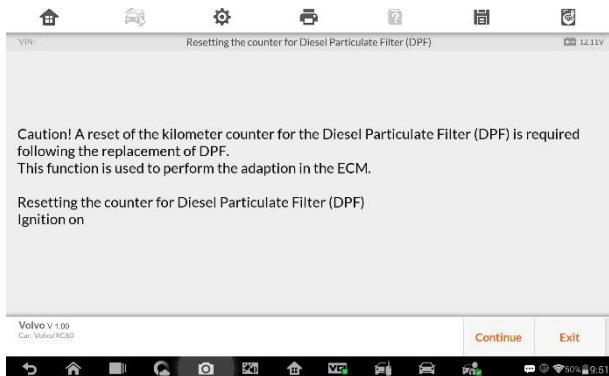 VIN:
Resetting the counter for Diesel Particulate Filter (DPF)
12.11V
Caution! A reset of the kilometer counter for the Diesel Particulate Filter (DPF) is required
following the replacement of DPF.
This function is used to perform the adaption in the ECM.
Resetting the counter for Diesel Particulate Filter (DPF)
Ignition on
Volvo V 1.00
Car: Volvo/XC60
Continue
Exit
50% 9:51